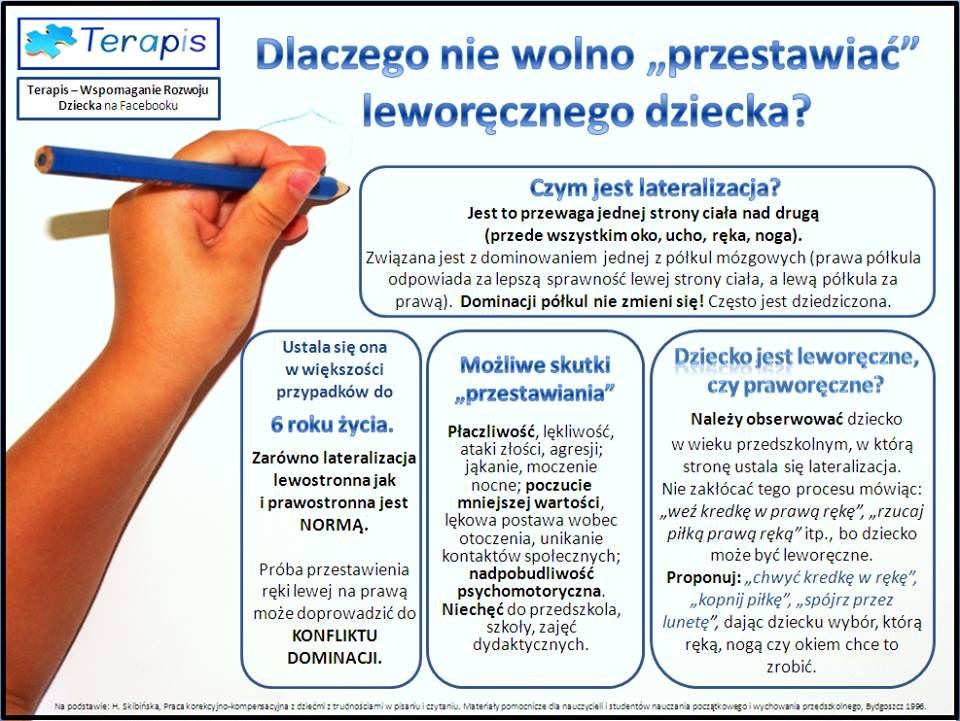 Terapis
Terapis – Wspomaganie Rozwoju
Dziecka na Facebooku
Dlaczego nie wolno „przestawiać”
leworęcznego dziecka?
Czym jest lateralizacja?
Jest to przewaga jednej strony ciała nad drugą
(przede wszystkim oko, ucho, ręka, noga).
Związana jest z dominowaniem jednej z półkul mózgowych (prawa półkula
odpowiada za lepszą sprawność lewej strony ciała, a lewą półkula za
prawą). Dominacji półkul nie zmieni się! Często jest dziedziczona.
Ustala się ona
w większości
przypadków do
6 roku życia.
Zarówno lateralizacja
lewostronna jak
i prawostronna jest
NORMĄ.
Próba przestawienia
ręki lewej na prawą
może doprowadzić do
KONFLIKTU
DOMINACJI.
Możliwe skutki
„przestawiania”
Płaczliwość, lękliwość,
ataki złości, agresji;
jąkanie, moczenie
nocne; poczucie
mniejszej wartości,
lękowa postawa wobec
otoczenia, unikanie
kontaktów społecznych;
nadpobudliwość
psychomotoryczna.
Niechęć do przedszkola,
szkoły, zajęć
dydaktycznych.
Dziecko jest leworęczne,
czy praworęczne?
Należy obserwować dziecko
w wieku przedszkolnym, w którą
stronę ustala się lateralizacja.
Nie zakłócać tego procesu mówiąc:
„weź kredkę w prawą rękę”, „rzucaj
piłką prawą ręką” itp., bo dziecko
może być leworęczne.
Proponuj: „chwyć kredkę w rękę”,
„kopnij piłkę”, „spójrz przez
lunetę”, dając dziecku wybór, którą
ręką, nogą czy okiem chce to
zrobić.
Na podstawie: H. Skibińska, Praca korekcyjno-kompensacyjna z dziećmi z trudnościami w pisaniu i czytaniu. Materiały pomocnicze dla nauczycieli i studentów nauczania początkowego i wychowania przedszkolnego, Bydgoszcz 1996.